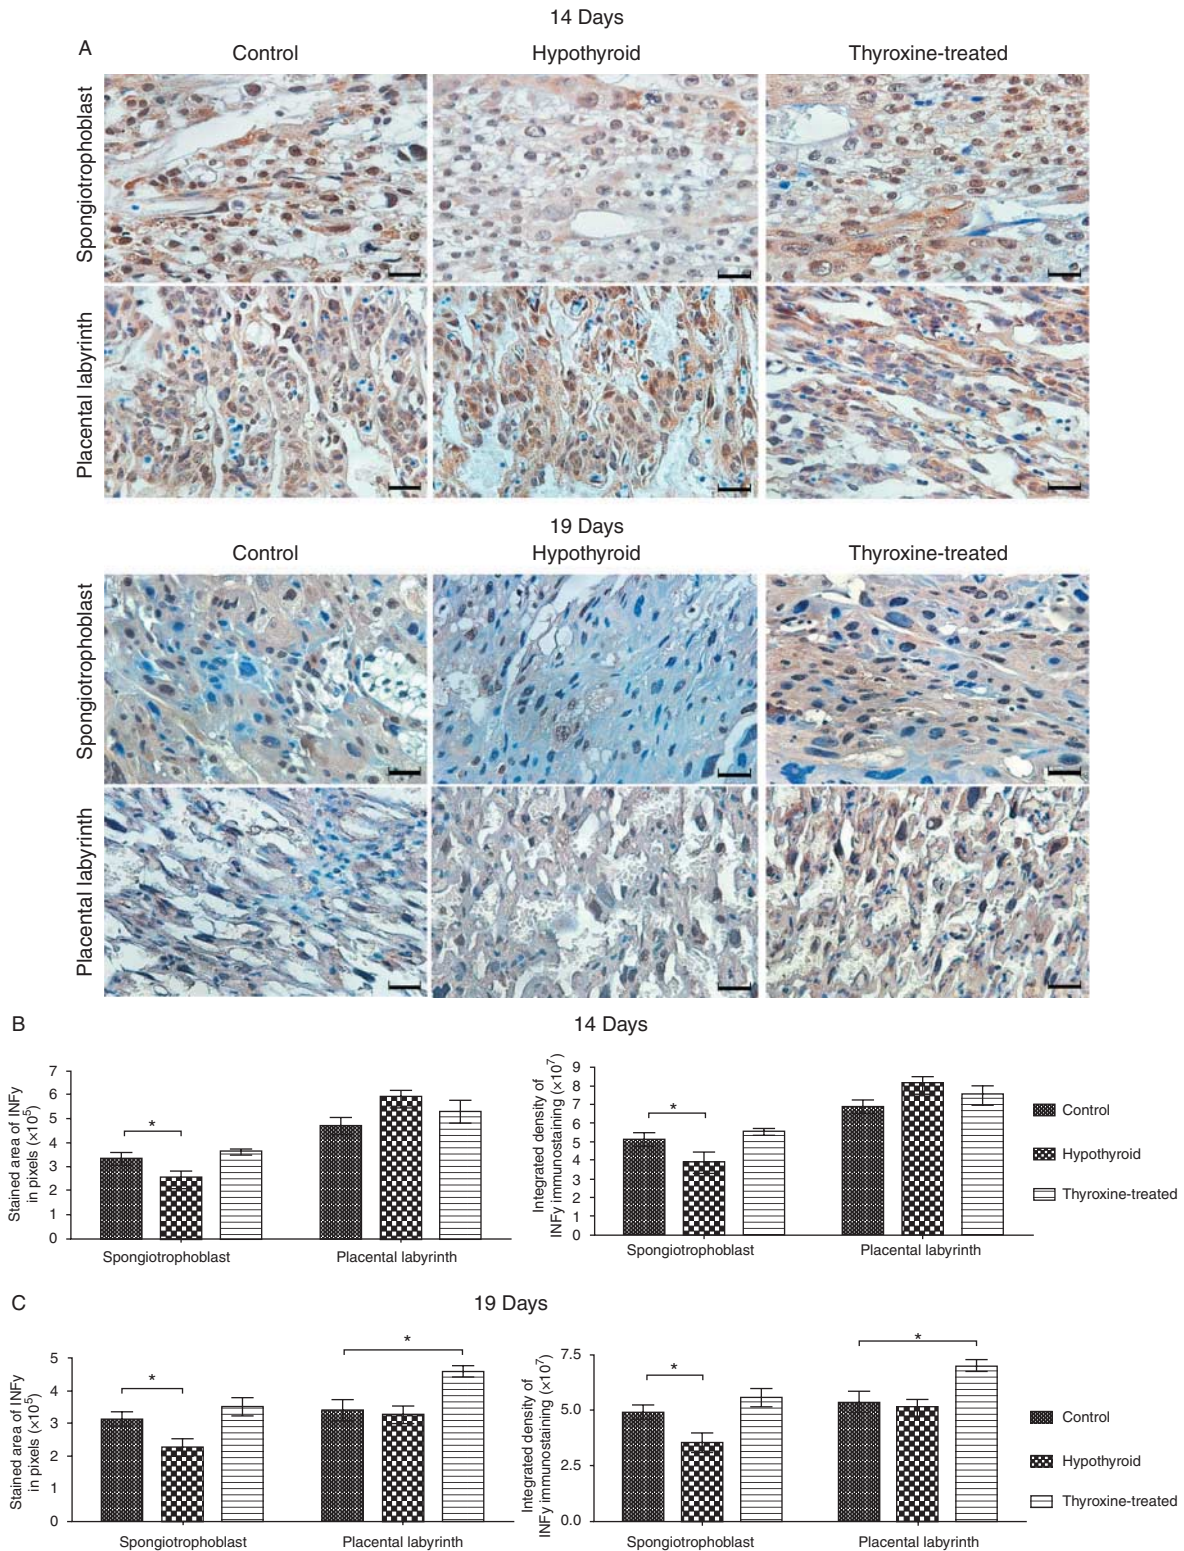 14 Days
A
Control
Hypothyroid
Thyroxine-treated
Spongiotrophoblast
Placental labyrinth
19 Days
Control
Hypothyroid
Thyroxine-treated
Spongiotrophoblast
Placental labyrinth
B
14 Days
Stained area of INFy
in pixels (×10⁵)
7
6
5
4
3
2
1
0
*
Spongiotrophoblast
Placental labyrinth
Integrated density of
INFy immunostaining (×10⁷)
9
8
7
6
5
4
3
2
1
0
*
Spongiotrophoblast
Placental labyrinth
Control
Hypothyroid
Thyroxine-treated
C
19 Days
Stained area of INFy
in pixels (×10⁵)
5
4
3
2
1
0
*
*
Spongiotrophoblast
Placental labyrinth
Integrated density of
INFy immunostaining (×10⁷)
7.5
5.0
2.5
0.0
*
*
Spongiotrophoblast
Placental labyrinth
Control
Hypothyroid
Thyroxine-treated